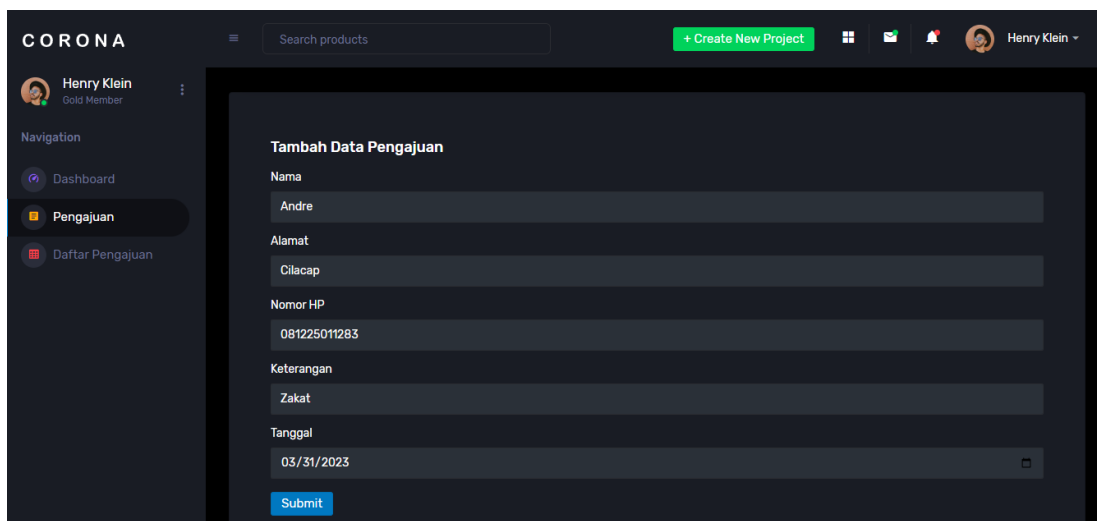 CORONA
Search products
+ Create New Project
Henry Klein
Henry Klein
Gold Member
Navigation
Dashboard
Pengajuan
Daftar Pengajuan
Tambah Data Pengajuan
Nama
Andre
Alamat
Cilacap
Nomor HP
081225011283
Keterangan
Zakat
Tanggal
03/31/2023
Submit